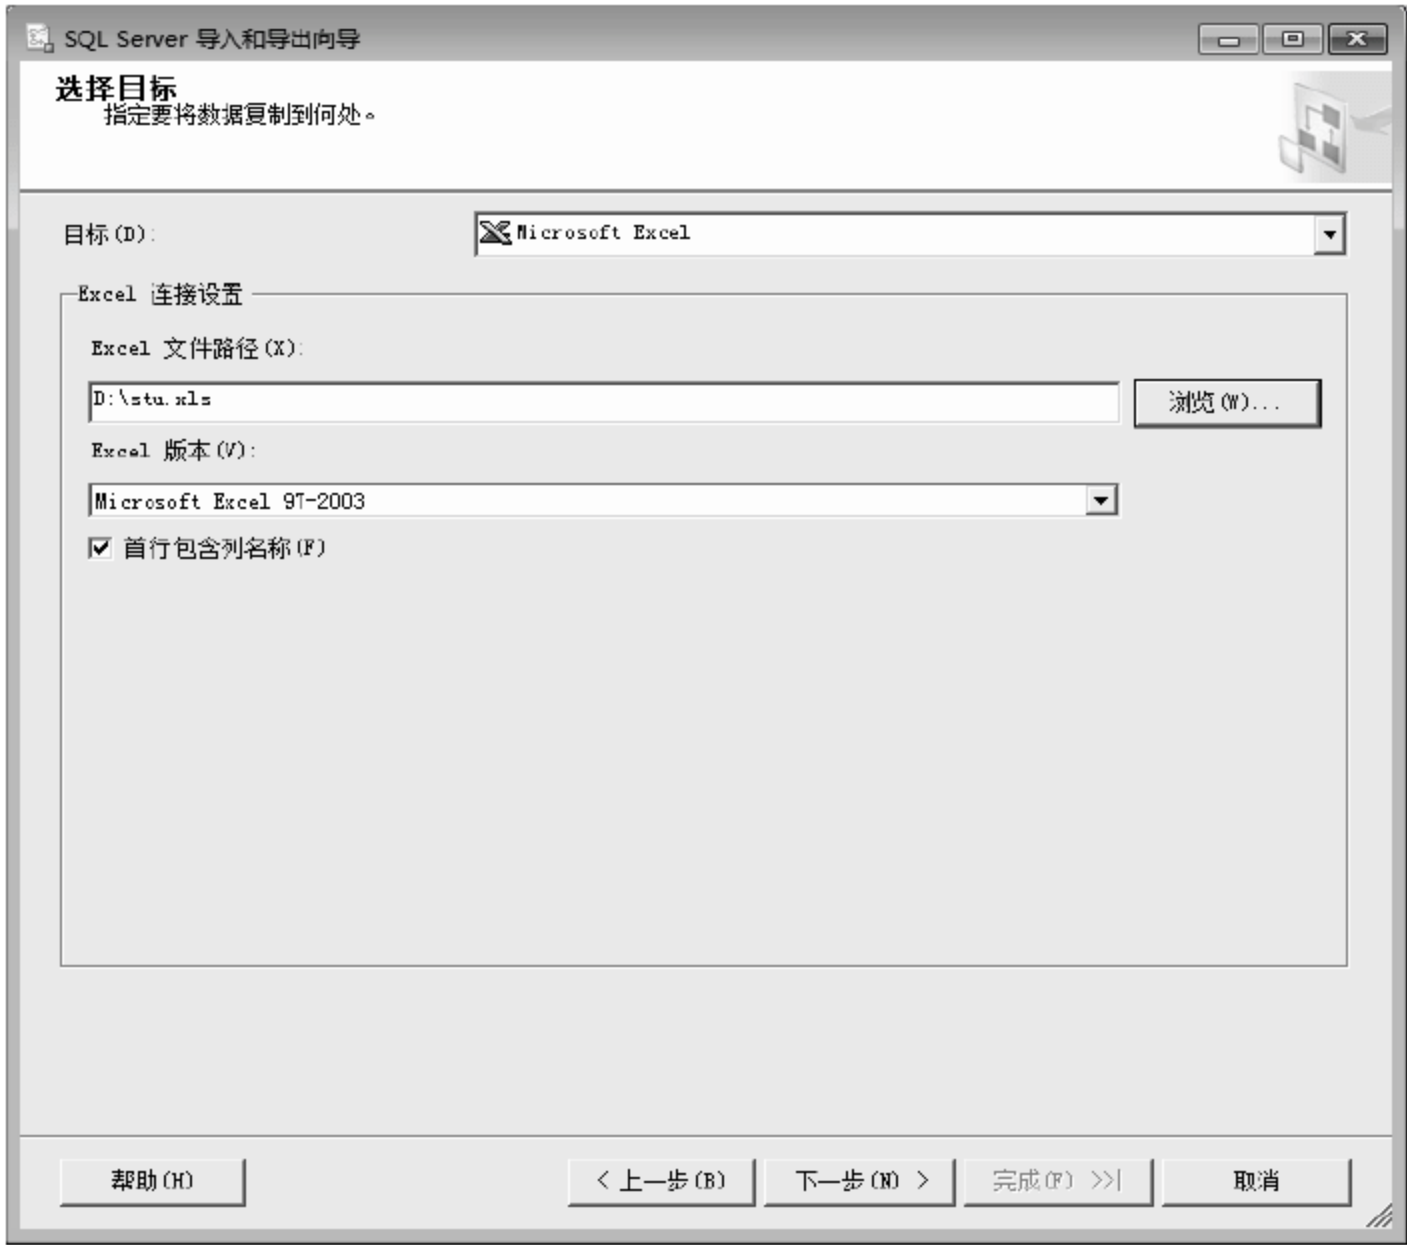 SQL Server 导入和导出向导
选择目标
指定要将数据复制到何处。
目标(D):
Microsoft Excel
Excel 连接设置
Excel 文件路径(X):
D:\stu.xls
浏览(W)...
Excel 版本(V):
Microsoft Excel 97-2003
首行包含列名称(F)
帮助(H)
< 上一步(B)
下一步(N) >
完成(F) >>|
取消